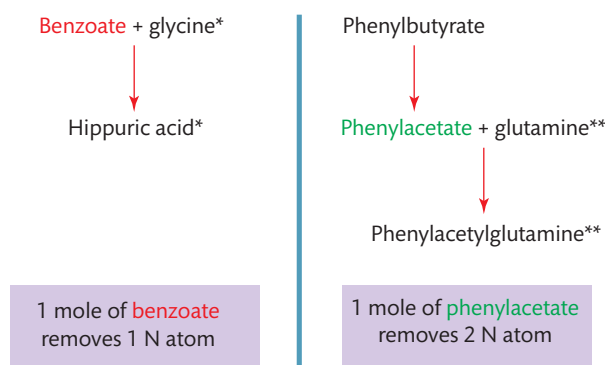 Benzoate + glycine*
Hippuric acid*
1 mole of benzoate
removes 1 N atom
Phenylbutyrate
Phenylacetate + glutamine**
Phenylacetylglutamine**
1 mole of phenylacetate
removes 2 N atom